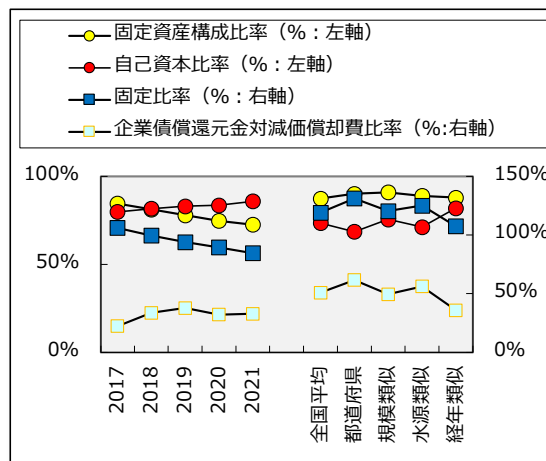 固定資産構成比率（%：左軸）
自己資本比率（%：左軸）
固定比率（%：右軸）
企業債償還元金対減価償却費比率（%:右軸）
100%
50%
0%
150%
100%
50%
0%
2017
2018
2019
2020
2021
全国平均
都道府県
規模類似
水源類似
経年類似